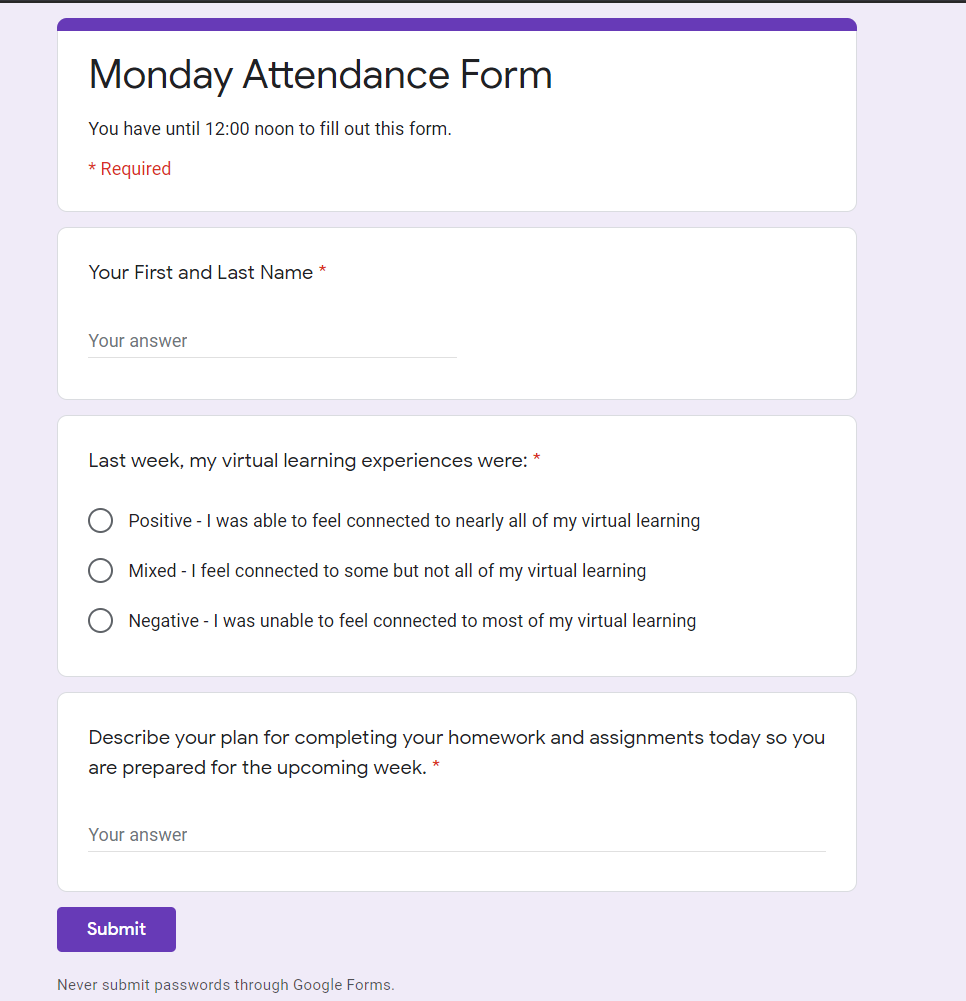 Monday Attendance Form
You have until 12:00 noon to fill out this form.
* Required
Your First and Last Name *
Your answer
Last week, my virtual learning experiences were: *
Positive - I was able to feel connected to nearly all of my virtual learning
Mixed - I feel connected to some but not all of my virtual learning
Negative - I was unable to feel connected to most of my virtual learning
Describe your plan for completing your homework and assignments today so you
are prepared for the upcoming week. *
Your answer
Submit
Never submit passwords through Google Forms.